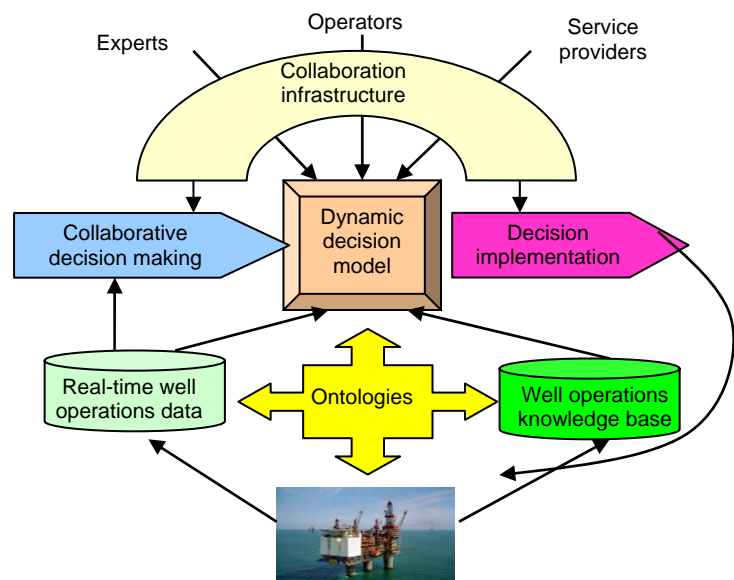 Operators
Experts
Service
providers
Collaboration
infrastructure
Collaborative
decision making
Dynamic
decision
model
Decision
implementation
Real-time well
operations data
Ontologies
Well operations
knowledge base